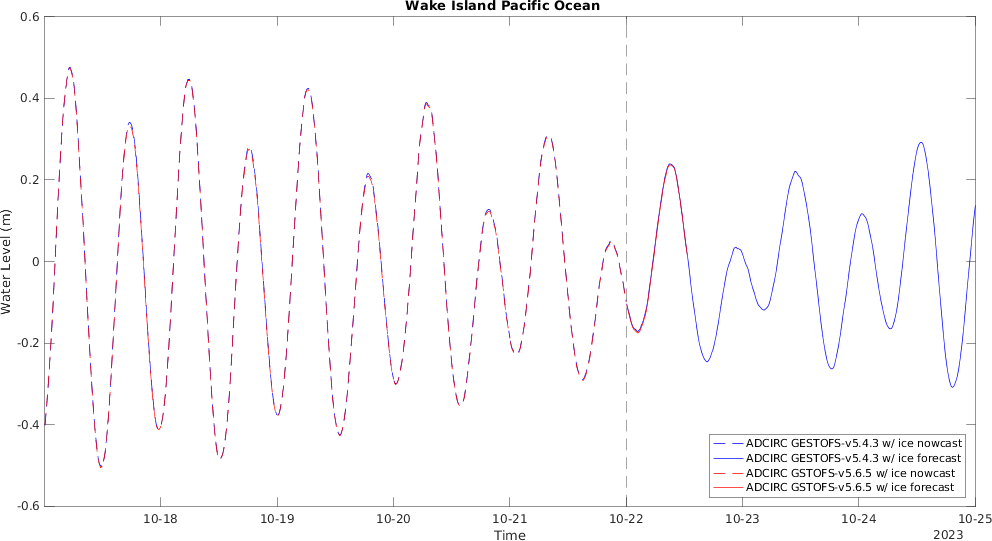 Wake Island Pacific Ocean
0.6
0.4
0.2
0
-0.2
-0.4
-0.6
Water Level (m)
10-18
10-19
10-20
10-21
10-22
10-23
10-24
10-25
Time
2023
ADCIRC GESTOFS-v5.4.3 w/ ice nowcast
ADCIRC GESTOFS-v5.4.3 w/ ice forecast
ADCIRC GSTOFS-v5.6.5 w/ ice nowcast
ADCIRC GSTOFS-v5.6.5 w/ ice forecast